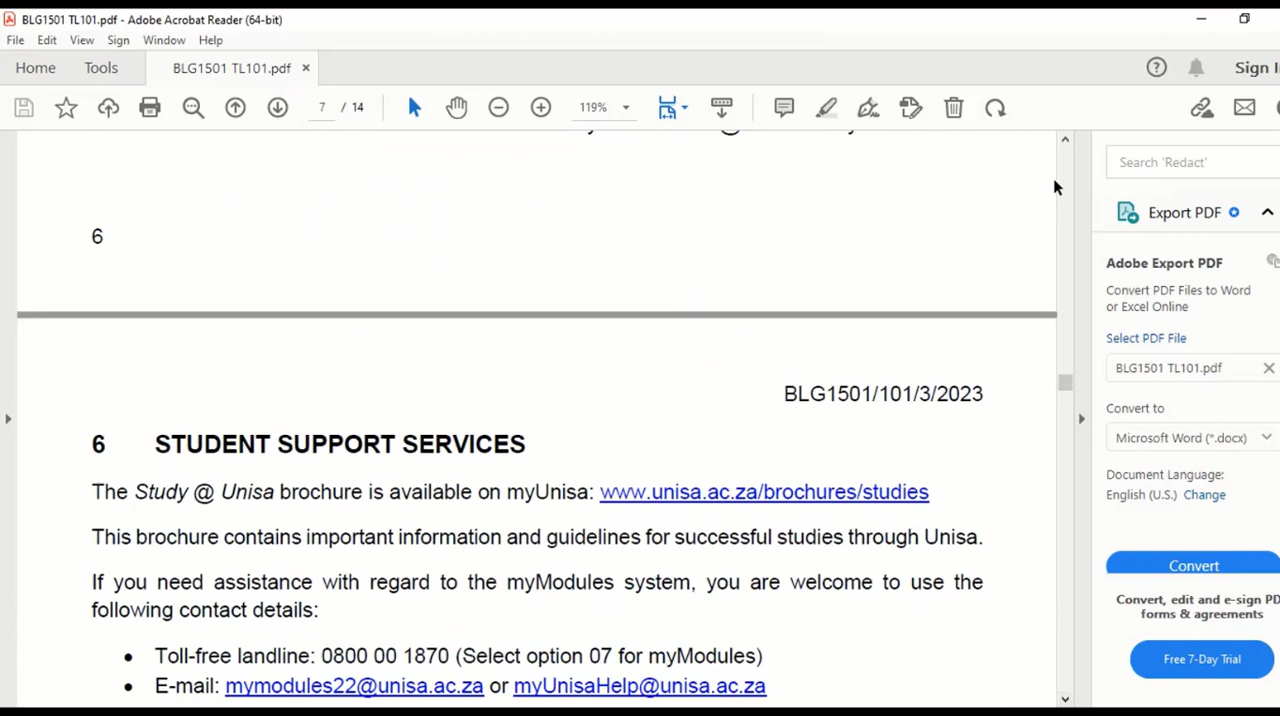 BLG1501 TL101.pdf - Adobe Acrobat Reader (64-bit)
File Edit View Sign Window Help
Home Tools BLG1501 TL101.pdf × Sign
7 / 14 119%
Search 'Redact'
Export PDF
6
Adobe Export PDF
Convert PDF Files to Word
or Excel Online
Select PDF File
BLG1501 TL101.pdf
Convert to
Microsoft Word (*.docx)
Document Language:
English (U.S.) Change
Convert
Convert, edit and e-sign
forms & agreements
Free 7-Day Trial
BLG1501/101/3/2023
6 STUDENT SUPPORT SERVICES
The Study @ Unisa brochure is available on myUnisa: www.unisa.ac.za/brochures/studies
This brochure contains important information and guidelines for successful studies through Unisa.
If you need assistance with regard to the myModules system, you are welcome to use the
following contact details:
• Toll-free landline: 0800 00 1870 (Select option 07 for myModules)
• E-mail: mymodules22@unisa.ac.za or myUnisaHelp@unisa.ac.za